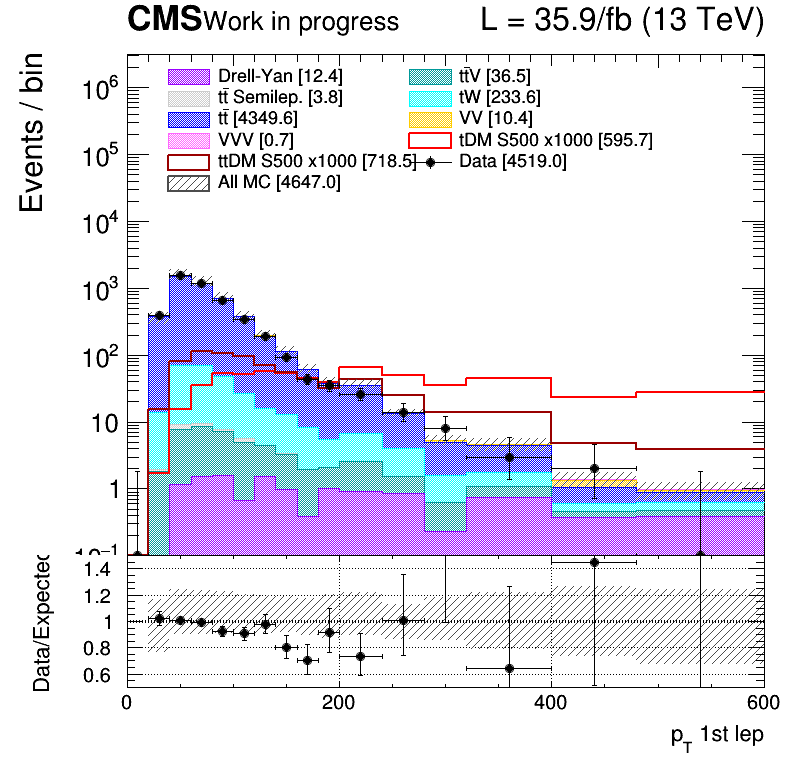 CMS Work in progress L = 35.9/fb (13 TeV)
Events / bin
Drell-Yan [12.4] tt̄V [36.5]
tt̄ Semilep. [3.8] tW [233.6]
tt̄ [4349.6] VV [10.4]
VVV [0.7] tDM S500 x1000 [595.7]
ttDM S500 x1000 [718.5] Data [4519.0]
All MC [4647.0]
10⁶
10⁵
10⁴
10³
10²
10
1
10⁻¹
Data/Expected
1.4
1.2
1
0.8
0.6
0 200 400 600
p_T 1st lep